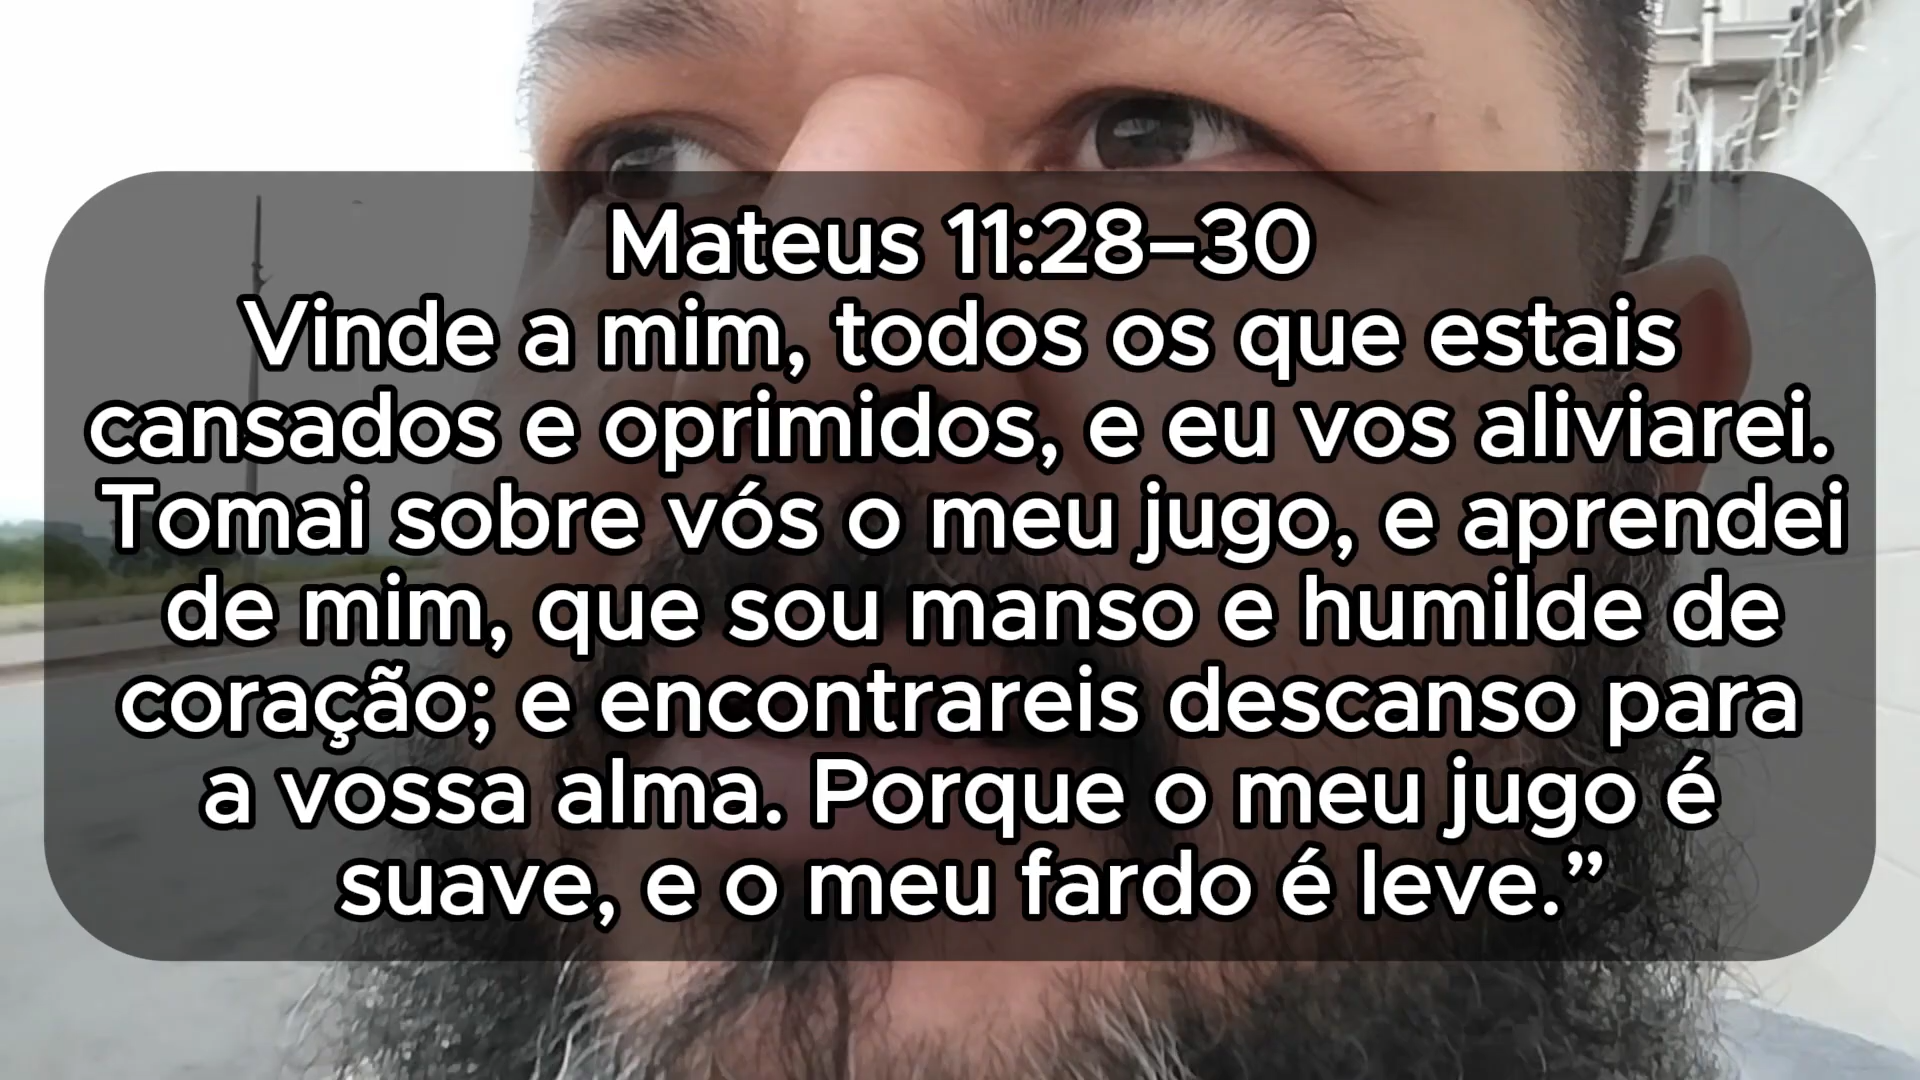 Mateus 11:28–30
Vinde a mim, todos os que estais
cansados e oprimidos, e eu vos aliviarei.
Tomai sobre vós o meu jugo, e aprendei
de mim, que sou manso e humilde de
coração; e encontrareis descanso para
a vossa alma. Porque o meu jugo é
suave, e o meu fardo é leve.”